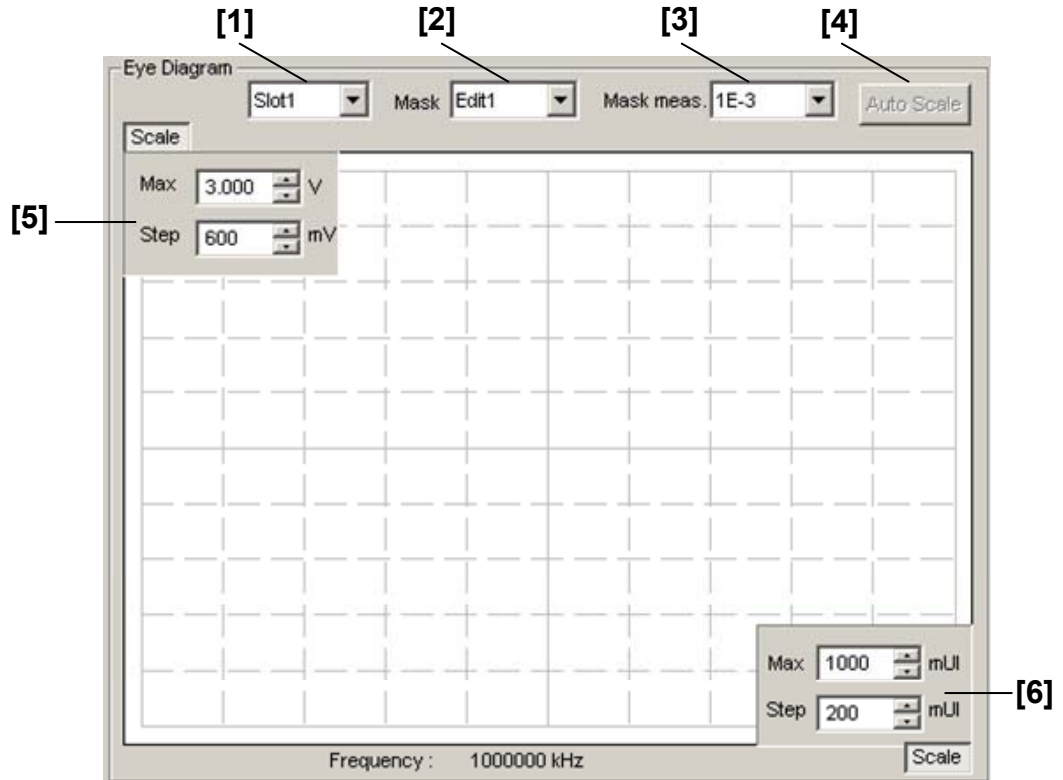 [1] [2] [3] [4]
Eye Diagram
Slot1 Mask Edit1 Mask meas. 1E-3 Auto Scale
Scale
Max 3.000 V
[5]
Step 600 mV
Max 1000 mUI
[6]
Step 200 mUI
Frequency : 1000000 kHz Scale